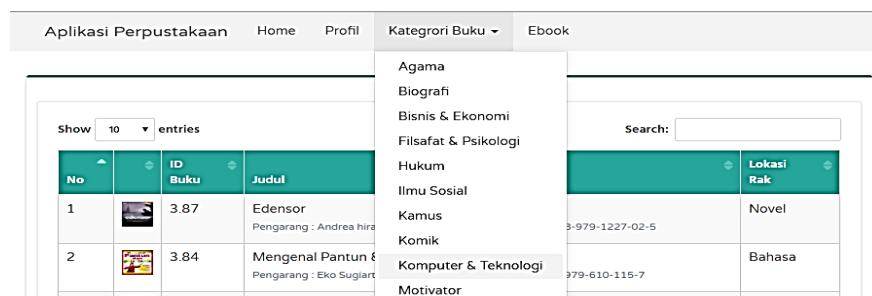 Aplikasi Perpustakaan Home Profil Kategrori Buku Ebook
Agama
Biografi
Bisnis & Ekonomi
Filsafat & Psikologi
Hukum
Ilmu Sosial
Kamus
Komik
Komputer & Teknologi
Motivator
Show 10 entries Search:
No ID Buku Judul Lokasi Rak
1 3.87 Edensor Novel
Pengarang : Andrea hira 979-1227-02-5
2 3.84 Mengenal Pantun & Bahasa
Pengarang : Eko Sugiart 979-610-115-7